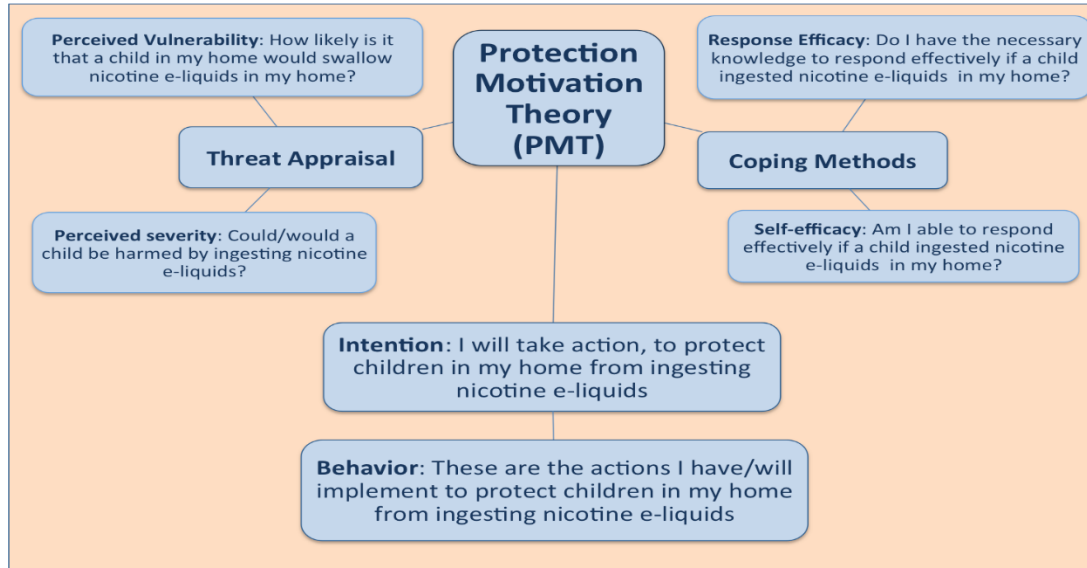 Perceived Vulnerability: How likely is it
that a child in my home would swallow
nicotine e-liquids in my home?
Protection
Motivation
Theory
(PMT)
Response Efficacy: Do I have the necessary
knowledge to respond effectively if a child
ingested nicotine e-liquids in my home?
Threat Appraisal
Coping Methods
Perceived severity: Could/would a
child be harmed by ingesting nicotine
e-liquids?
Self-efficacy: Am I able to respond
effectively if a child ingested nicotine
e-liquids in my home?
Intention: I will take action, to protect
children in my home from ingesting
nicotine e-liquids
Behavior: These are the actions I have/will
implement to protect children in my home
from ingesting nicotine e-liquids